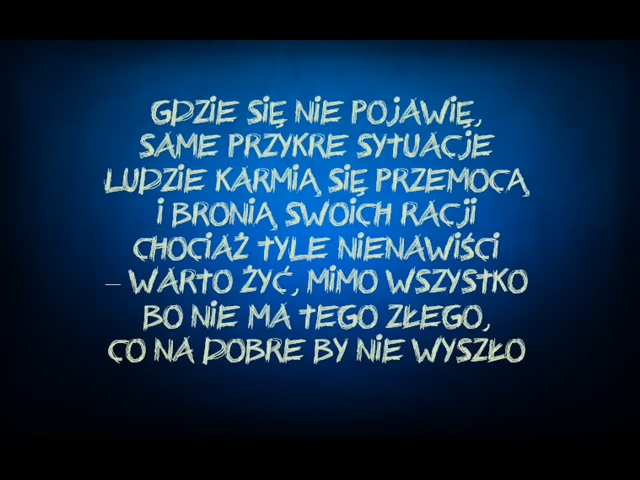 GDZIE SIĘ NIE POJAWIĘ,
SAME PRZYKRE SYTUACJE
LUDZIE KARMIĄ SIĘ PRZEMOCĄ
I BRONIĄ SWOICH RACJI
CHOCIAŻ TYLE NIENAWIŚCI
– WARTO ŻYĆ, MIMO WSZYSTKO
BO NIE MA TEGO ZŁEGO,
CO NA DOBRE BY NIE WYSZŁO